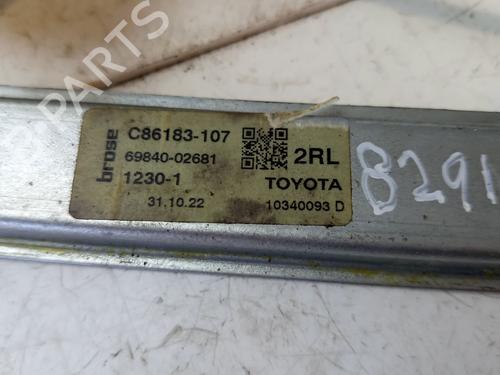 PARTS
brose
C86183-107
69840-02681
1230-1
31.10.22
2RL
TOYOTA
10340093 D
8291